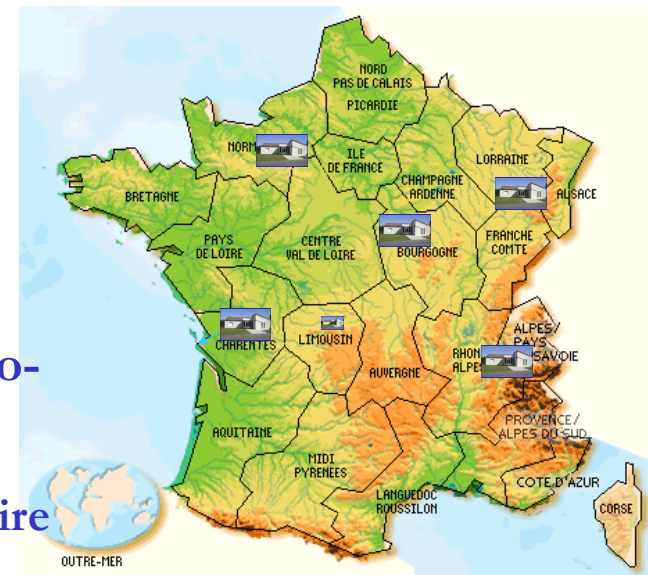 NORD
PAS DE CALAIS
PICARDIE
NORM
ILE
DE FRANCE
LORRAINE
CHAMPAGNE
ARDENNE
ALSACE
BRETAGNE
PAYS
DE LOIRE
CENTRE
VAL DE LOIRE
BOURGOGNE
FRANCHE
COMTE
CHARENTES
LIMOUSIN
AUVERGNE
RHON
ALPES
ALPES/
PAYS
SAVOIE
o-
AQUITAINE
MIDI
PYRENEES
PROVENCE/
ALPES DU SUD
COTE D'AZUR
LANGUEDOC
ROUSSILON
CORSE
ire
OUTRE-MER